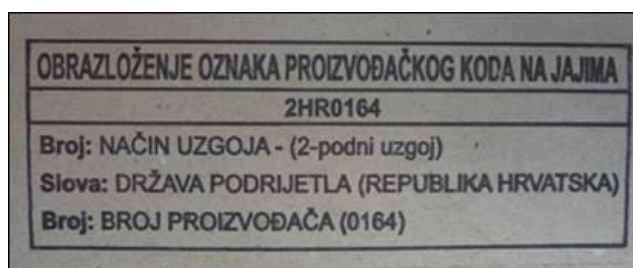 OBRAZLOŽENJE OZNAKA PROIZVOĐAČKOG KODA NA JAJIMA
2HR0164
Broj: NAČIN UZGOJA - (2-podni uzgoj)
Slova: DRŽAVA PODRIJETLA (REPUBLIKA HRVATSKA)
Broj: BROJ PROIZVOĐAČA (0164)